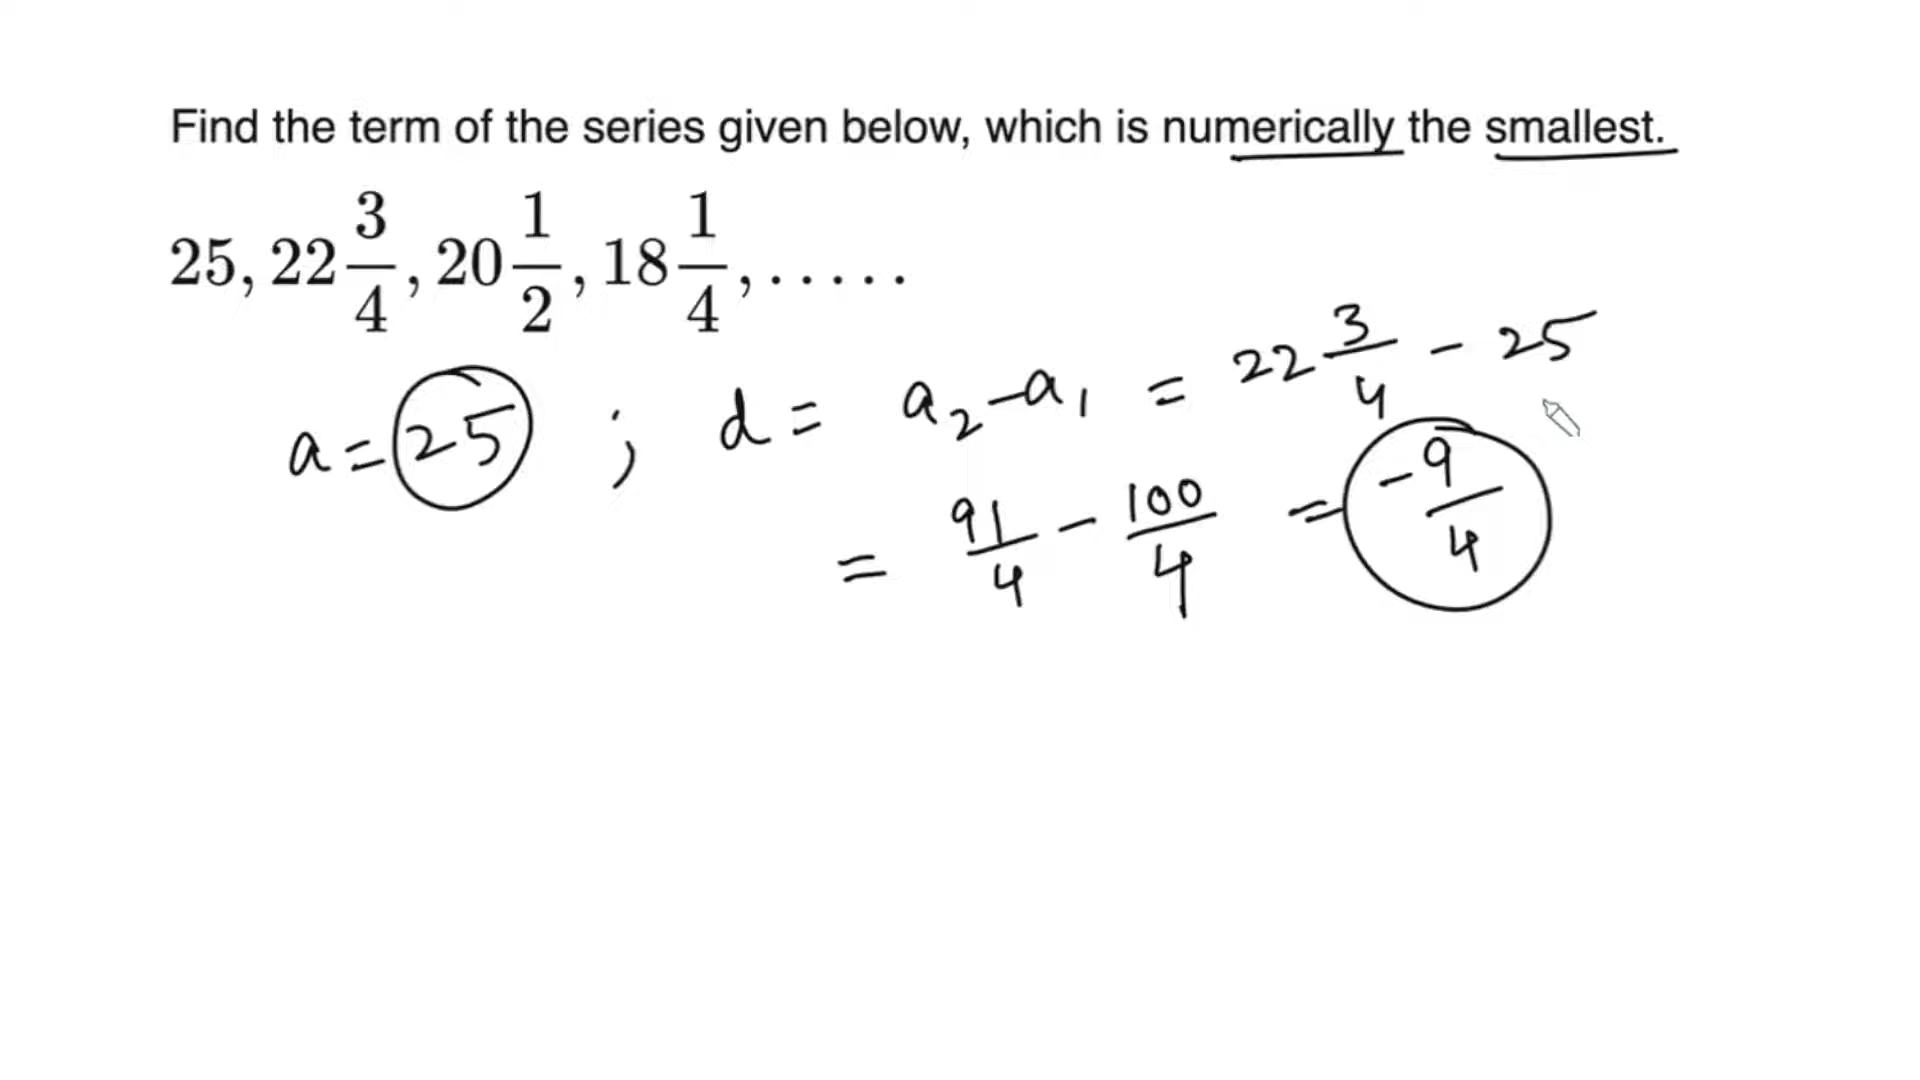 Find the term of the series given below, which is numerically the smallest.
25, 22 3/4, 20 1/2, 18 1/4, .....
a = 25 ; d = a₂ - a₁ = 22 3/4 - 25
= 91/4 - 100/4 = -9/4